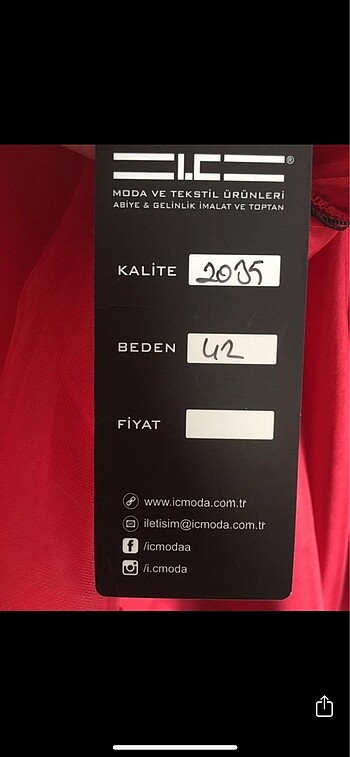 I.C ®
MODA VE TEKSTİL ÜRÜNLERİ
ABİYE & GELİNLİK İMALAT VE TOPTAN
KALİTE 2035
BEDEN 42
FİYAT
www.icmoda.com.tr
iletisim@icmoda.com.tr
/icmodaa
/i.cmoda